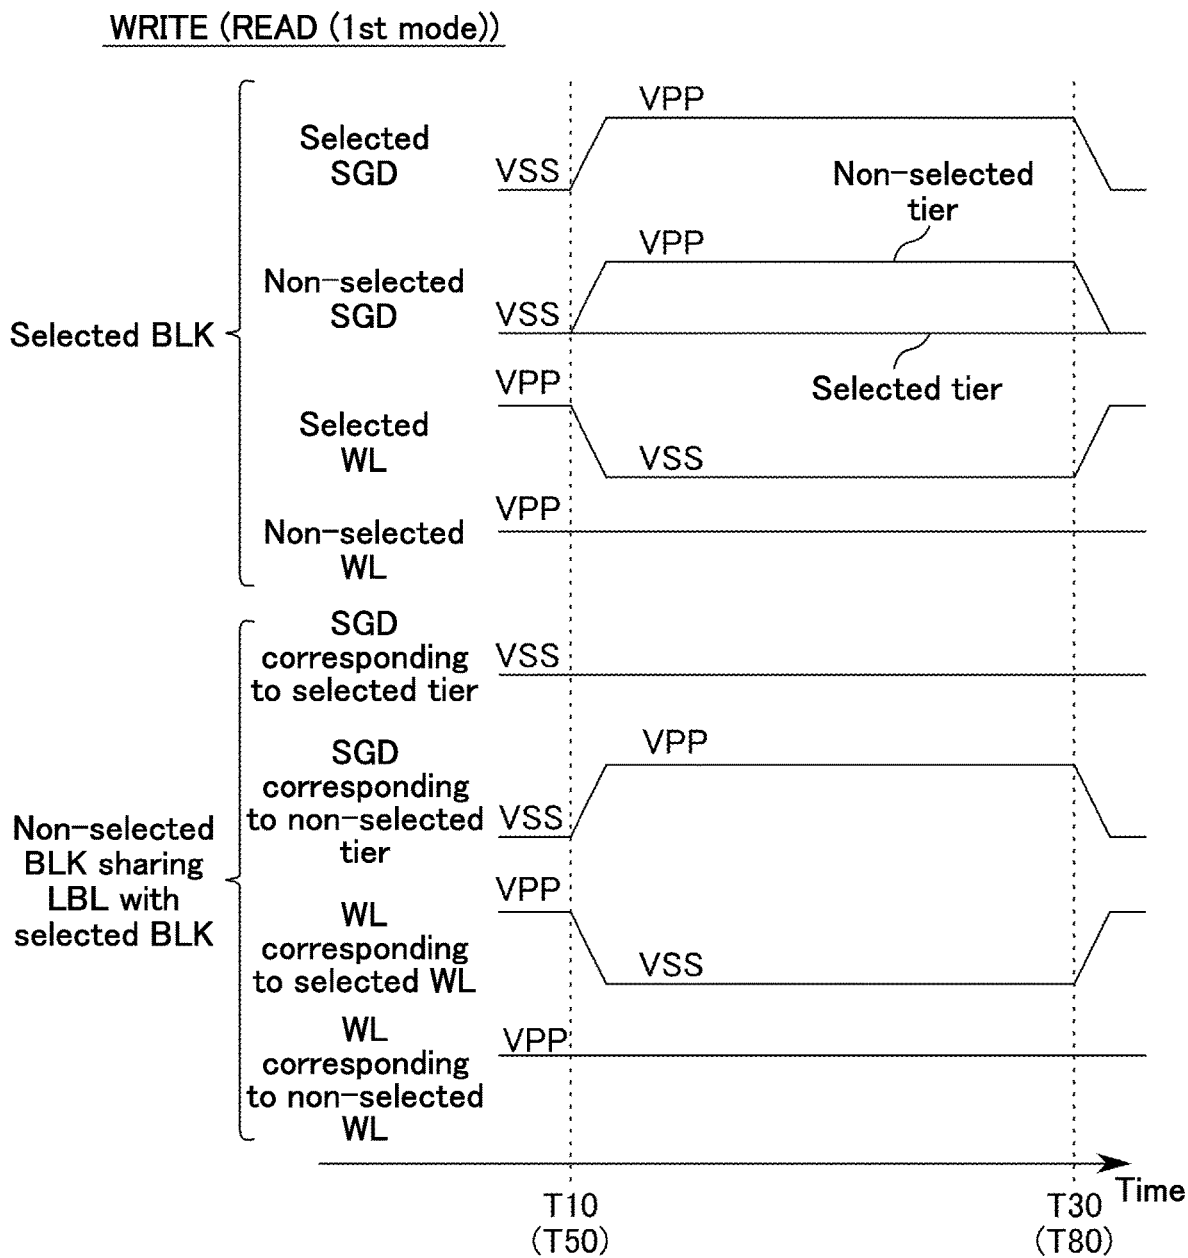 WRITE (READ (1st mode))
VPP
Selected
SGD
VSS
Non-selected
tier
VPP
Non-selected
SGD
VSS
Selected BLK
Selected tier
VPP
Selected
WL
VSS
VPP
Non-selected
WL
SGD
corresponding
to selected tier
VSS
SGD
corresponding
to non-selected
tier
VPP
VSS
Non-selected
BLK sharing
LBL with
selected BLK
VPP
WL
corresponding
to selected WL
VSS
WL
corresponding
to non-selected
WL
VPP
Time
T10
(T50)
T30
(T80)